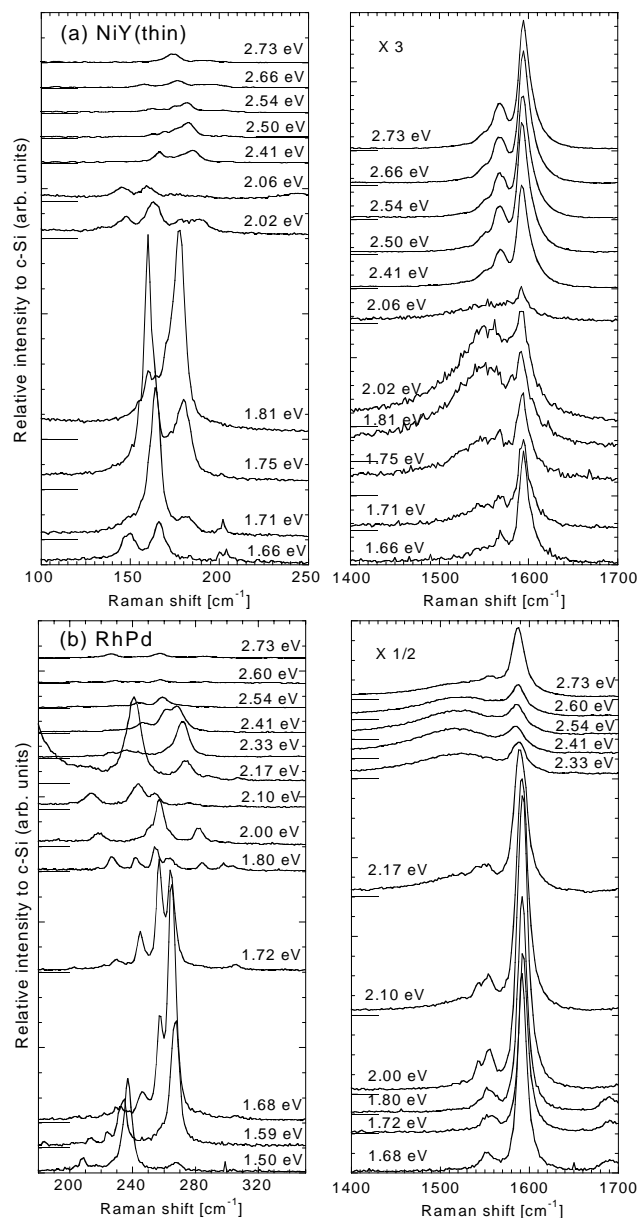 (a) NiY(thin)
2.73 eV
2.66 eV
2.54 eV
2.50 eV
2.41 eV
2.06 eV
2.02 eV
1.81 eV
1.75 eV
1.71 eV
1.66 eV
100 150 200 250
Raman shift [cm-1]
Relative intensity to c-Si (arb. units)
X 3
2.73 eV
2.66 eV
2.54 eV
2.50 eV
2.41 eV
2.06 eV
2.02 eV
1.81 eV
1.75 eV
1.71 eV
1.66 eV
1400 1500 1600 1700
Raman shift [cm-1]
(b) RhPd
2.73 eV
2.60 eV
2.54 eV
2.41 eV
2.33 eV
2.17 eV
2.10 eV
2.00 eV
1.80 eV
1.72 eV
1.68 eV
1.59 eV
1.50 eV
200 240 280 320
Raman shift [cm-1]
Relative intensity to c-Si (arb. units)
X 1/2
2.73 eV
2.60 eV
2.54 eV
2.41 eV
2.33 eV
2.17 eV
2.10 eV
2.00 eV
1.80 eV
1.72 eV
1.68 eV
1400 1500 1600 1700
Raman shift [cm-1]